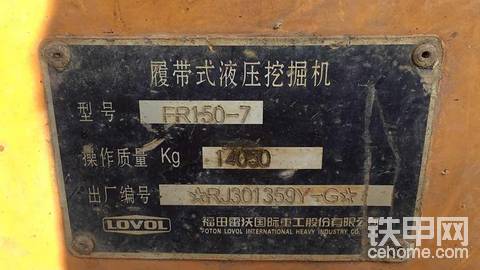 履带式液压挖掘机
型号 FR150-7
操作质量 Kg 14000
出厂编号 ☆RJ301359Y-G☆
LOVOL 福田雷沃国际重工股份有限公
FOTON LOVOL INTERNATIONAL HEAVY INDUSTRY CO.
铁甲网
cehome.com